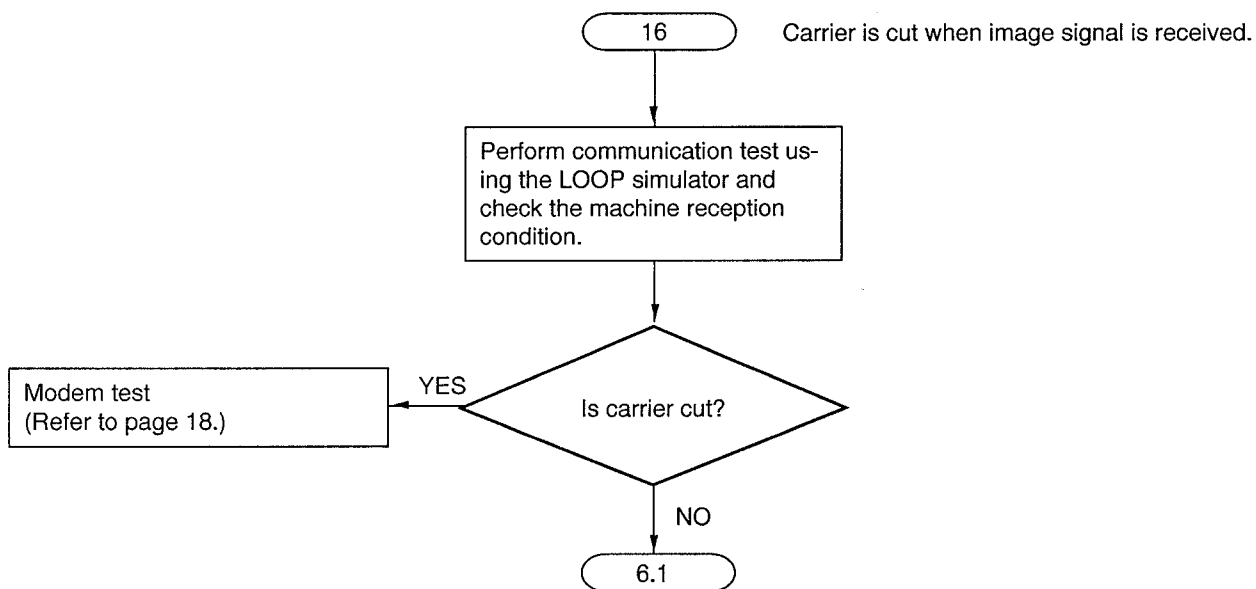 16
Carrier is cut when image signal is received.
Perform communication test us-
ing the LOOP simulator and
check the machine reception
condition.
Is carrier cut?
YES
Modem test
(Refer to page 18.)
NO
6.1